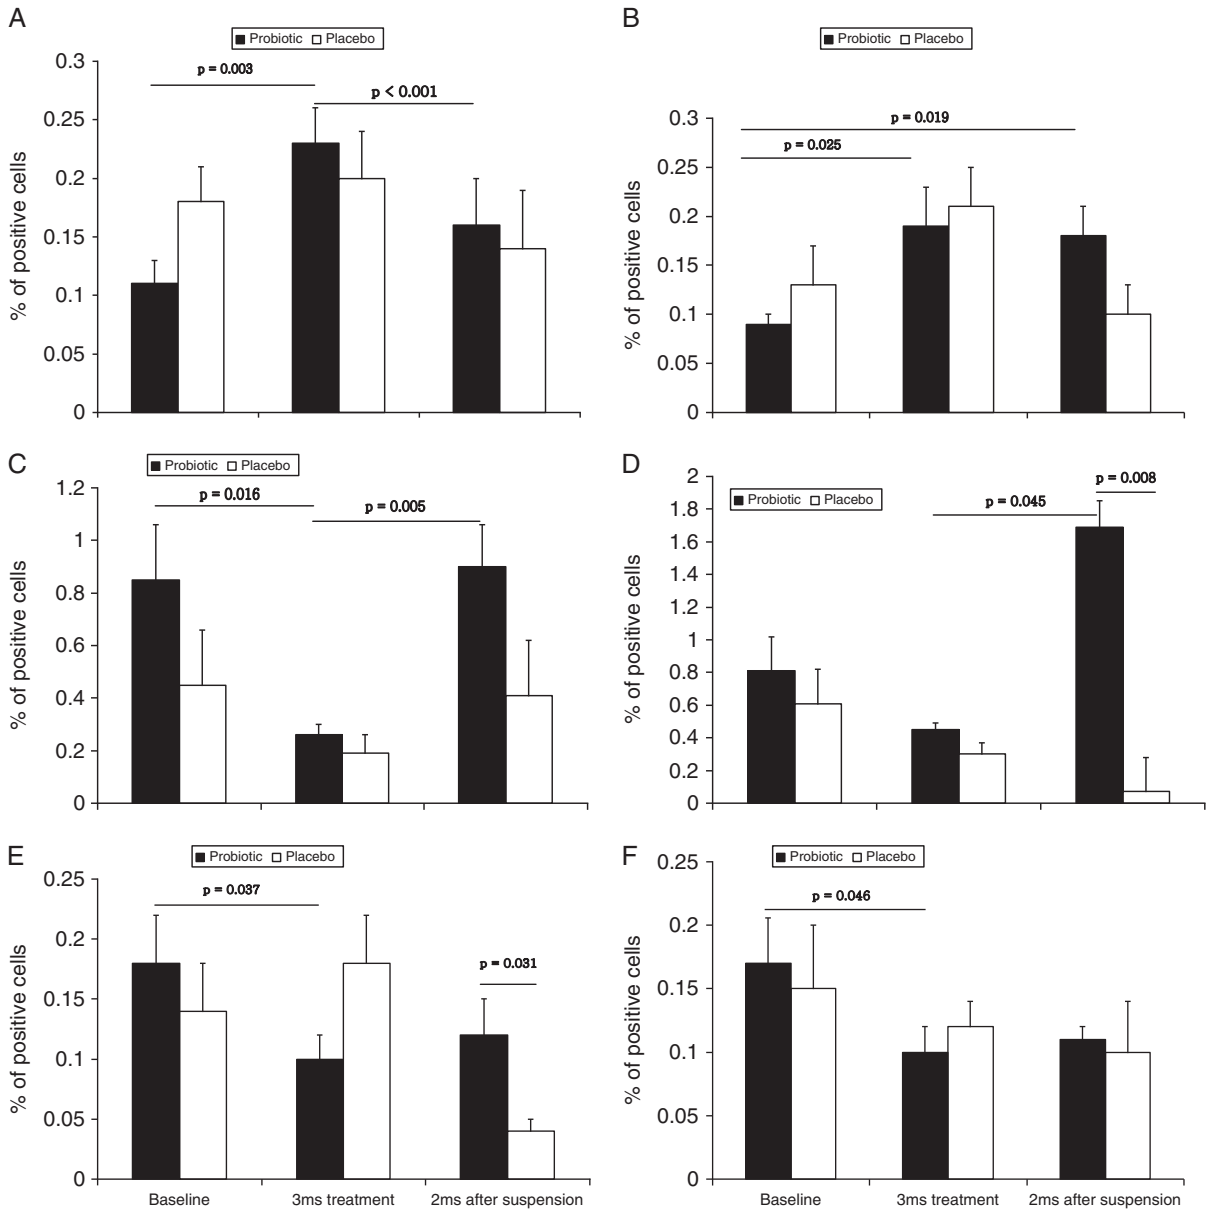 A
Probiotic Placebo
0.3
0.25
0.2
0.15
0.1
0.05
0
% of positive cells
p = 0.003
p < 0.001
B
Probiotic Placebo
0.3
0.25
0.2
0.15
0.1
0.05
0
% of positive cells
p = 0.019
p = 0.025
C
Probiotic Placebo
1.2
1
0.8
0.6
0.4
0.2
0
% of positive cells
p = 0.016
p = 0.005
D
Probiotic Placebo
2
1.8
1.6
1.4
1.2
1
0.8
0.6
0.4
0.2
0
% of positive cells
p = 0.008
p = 0.045
E
Probiotic Placebo
0.25
0.2
0.15
0.1
0.05
0
% of positive cells
p = 0.037
p = 0.031
Baseline 3ms treatment 2ms after suspension
F
Probiotic Placebo
0.25
0.2
0.15
0.1
0.05
0
% of positive cells
p = 0.046
Baseline 3ms treatment 2ms after suspension